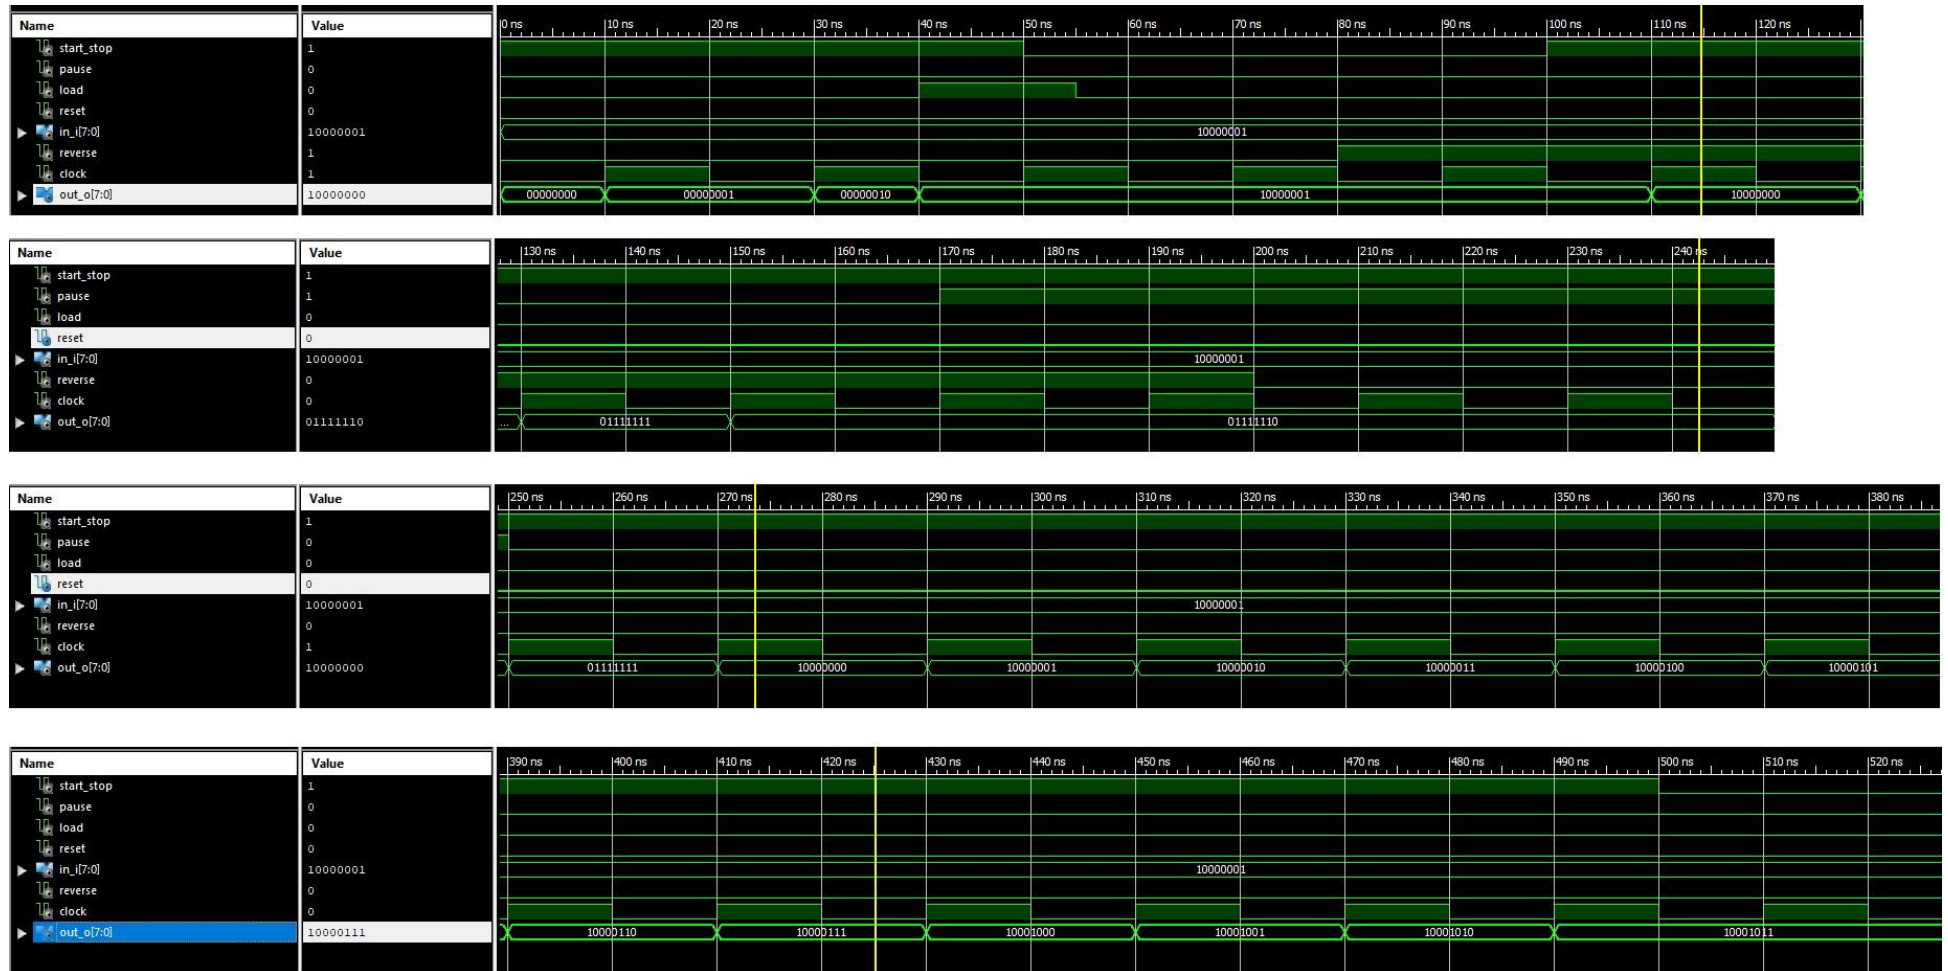 Name Value 0 ns 10 ns 20 ns 30 ns 40 ns 50 ns 60 ns 70 ns 80 ns 90 ns 100 ns 110 ns 120 ns
start_stop 1
pause 0
load 0
reset 0
in_i[7:0] 10000001 10000001
reverse 1
clock 1
out_o[7:0] 10000000 00000000 00000001 00000010 10000001 10000000
Name Value 130 ns 140 ns 150 ns 160 ns 170 ns 180 ns 190 ns 200 ns 210 ns 220 ns 230 ns 240 ns
start_stop 1
pause 1
load 0
reset 0
in_i[7:0] 10000001 10000001
reverse 0
clock 0
out_o[7:0] 01111110 ... 01111111 01111110
Name Value 250 ns 260 ns 270 ns 280 ns 290 ns 300 ns 310 ns 320 ns 330 ns 340 ns 350 ns 360 ns 370 ns 380 ns
start_stop 1
pause 0
load 0
reset 0
in_i[7:0] 10000001 10000001
reverse 0
clock 1
out_o[7:0] 10000000 01111111 10000000 10000001 10000010 10000011 10000100 10000101
Name Value 390 ns 400 ns 410 ns 420 ns 430 ns 440 ns 450 ns 460 ns 470 ns 480 ns 490 ns 500 ns 510 ns 520 ns
start_stop 1
pause 0
load 0
reset 0
in_i[7:0] 10000001 10000001
reverse 0
clock 0
out_o[7:0] 10000111 10000110 10000111 10001000 10001001 10001010 10001011